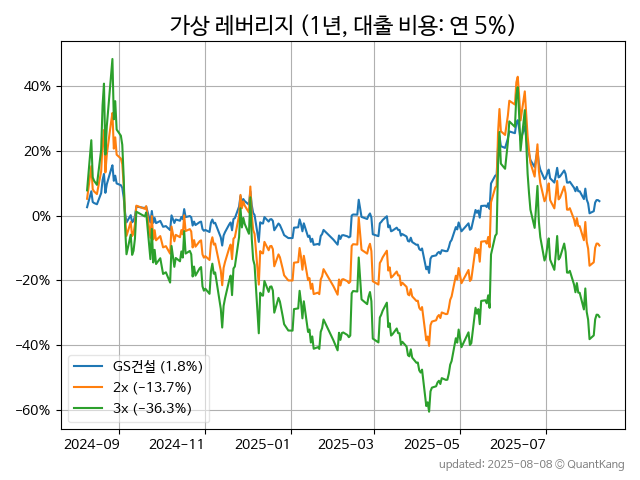 가상 레버리지 (1년, 대출 비용: 연 5%)
40%
20%
0%
−20%
−40%
−60%
GS건설 (1.8%)
2x (−13.7%)
3x (−36.3%)
2024-09
2024-11
2025-01
2025-03
2025-05
2025-07
updated: 2025-08-08 © QuantKang